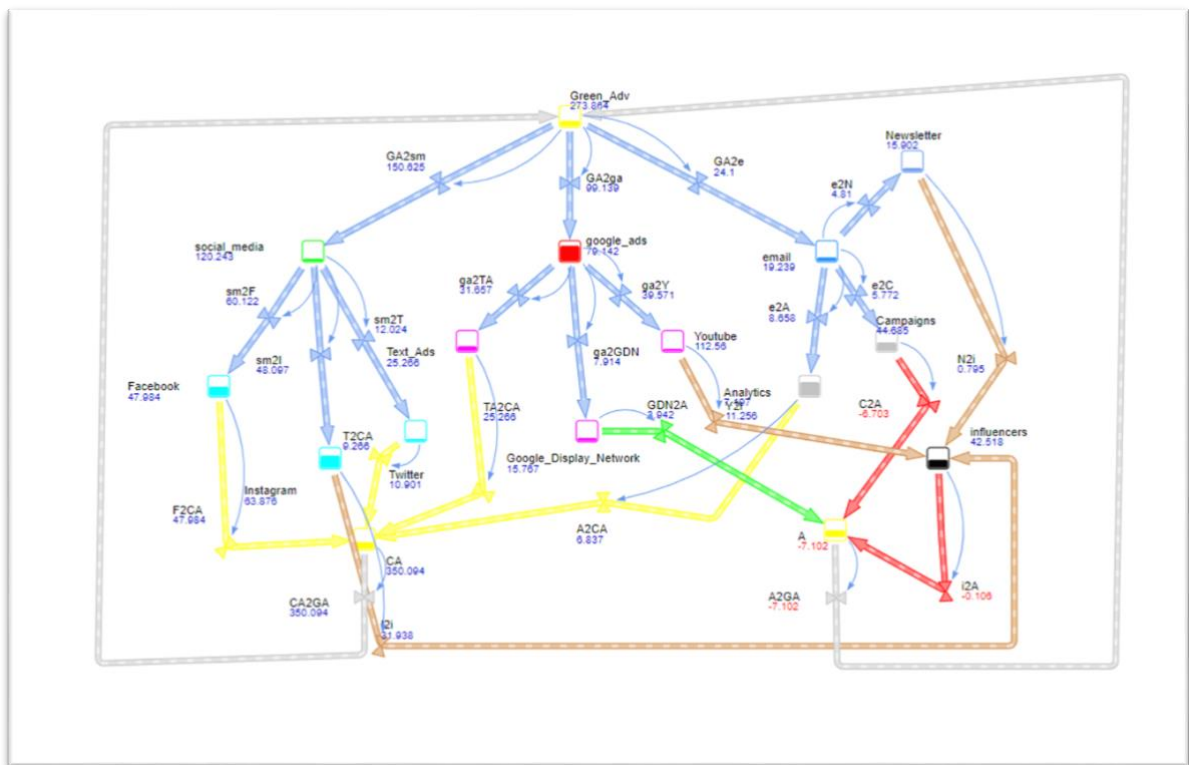 Green_Adv
273.864
GA2sm
150.625
GA2ga
99.139
GA2e
24.1
Newsletter
15.902
e2N
4.81
social_media
120.243
google_ads
79.142
email
19.239
sm2F
60.122
sm2I
48.097
sm2T
12.024
Text_Ads
25.266
ga2TA
31.657
ga2Y
39.571
ga2GDN
7.914
Youtube
112.56
e2A
8.658
e2C
5.772
Campaigns
44.685
N2i
0.795
Facebook
47.984
TA2CA
25.266
GDN2A
3.942
Analytics
7.497
Y2i
11.256
C2A
-6.703
influencers
42.518
T2CA
9.266
Twitter
10.901
Google_Display_Network
15.767
Instagram
63.876
F2CA
47.984
A2CA
6.837
A
-7.102
CA
350.094
CA2GA
350.094
I2i
31.938
A2GA
-7.102
i2A
-0.106